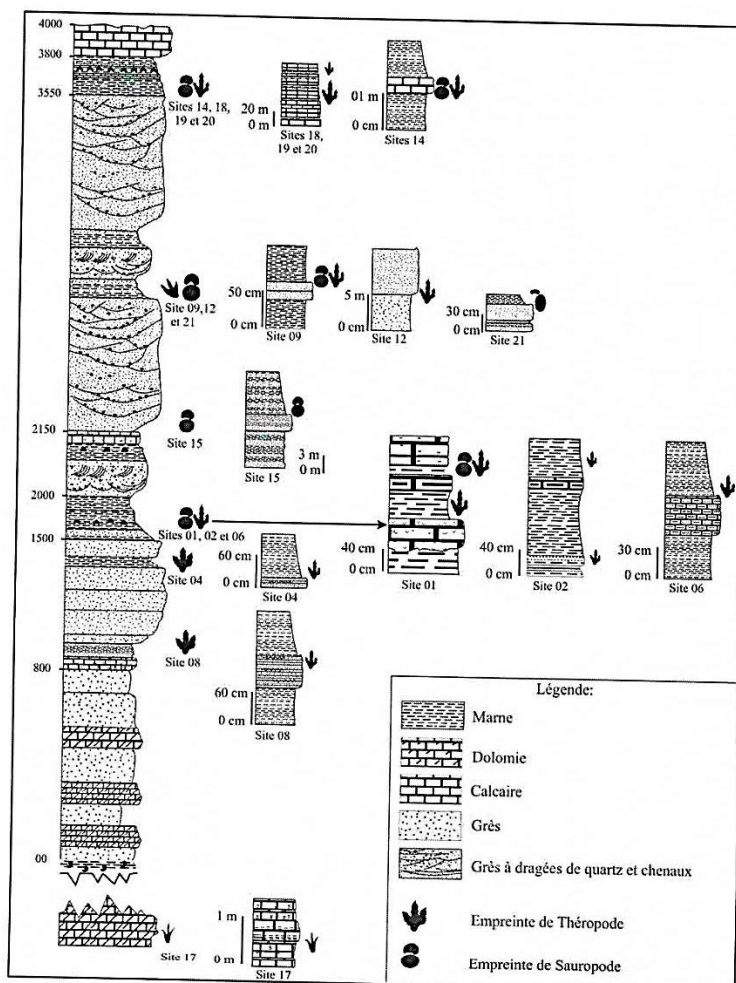 4000
3800
3550
Sites 14, 18,
19 et 20
20 m
0 m
Sites 18,
19 et 20
01 m
0 cm
Sites 14
Site 09,12
et 21
50 cm
0 cm
Site 09
5 m
0 cm
Site 12
30 cm
0 cm
Site 21
2150
Site 15
3 m
0 m
Site 15
2000
Sites 01, 02 et 06
1500
Site 04
60 cm
0 cm
Site 04
40 cm
0 cm
Site 01
40 cm
0 cm
Site 02
30 cm
0 cm
Site 06
Site 08
800
60 cm
0 cm
Site 08
00
Site 17
1 m
0 m
Site 17
Légende:
Marne
Dolomie
Calcaire
Grès
Grès à dragées de quartz et chenaux
Empreinte de Théropode
Empreinte de Sauropode